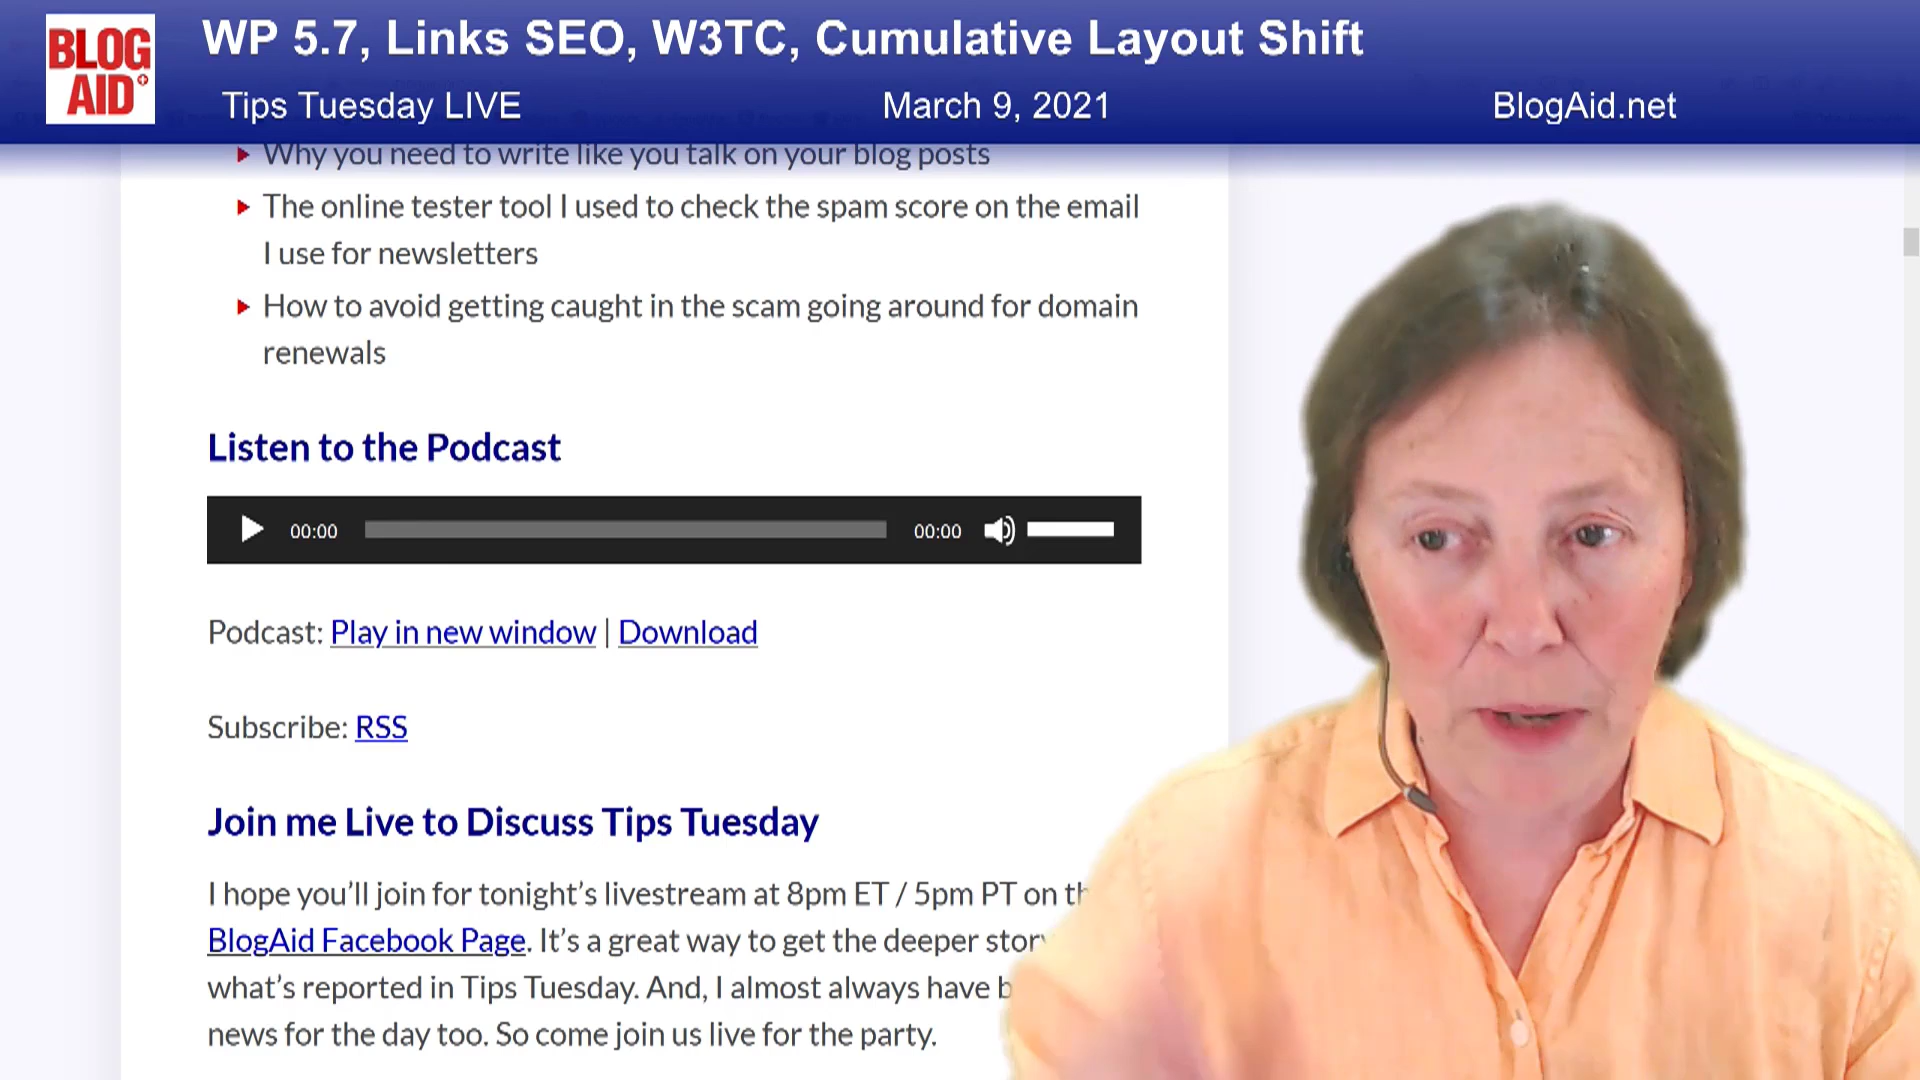 BLOG
AID
WP 5.7, Links SEO, W3TC, Cumulative Layout Shift
Tips Tuesday LIVE
March 9, 2021
BlogAid.net
Why you need to write like you talk on your blog posts
The online tester tool I used to check the spam score on the email
I use for newsletters
How to avoid getting caught in the scam going around for domain
renewals
Listen to the Podcast
00:00
00:00
Podcast: Play in new window | Download
Subscribe: RSS
Join me Live to Discuss Tips Tuesday
I hope you’ll join for tonight’s livestream at 8pm ET / 5pm PT on
BlogAid Facebook Page. It’s a great way to get the deeper
what’s reported in Tips Tuesday. And, I almost always have
news for the day too. So come join us live for the party.